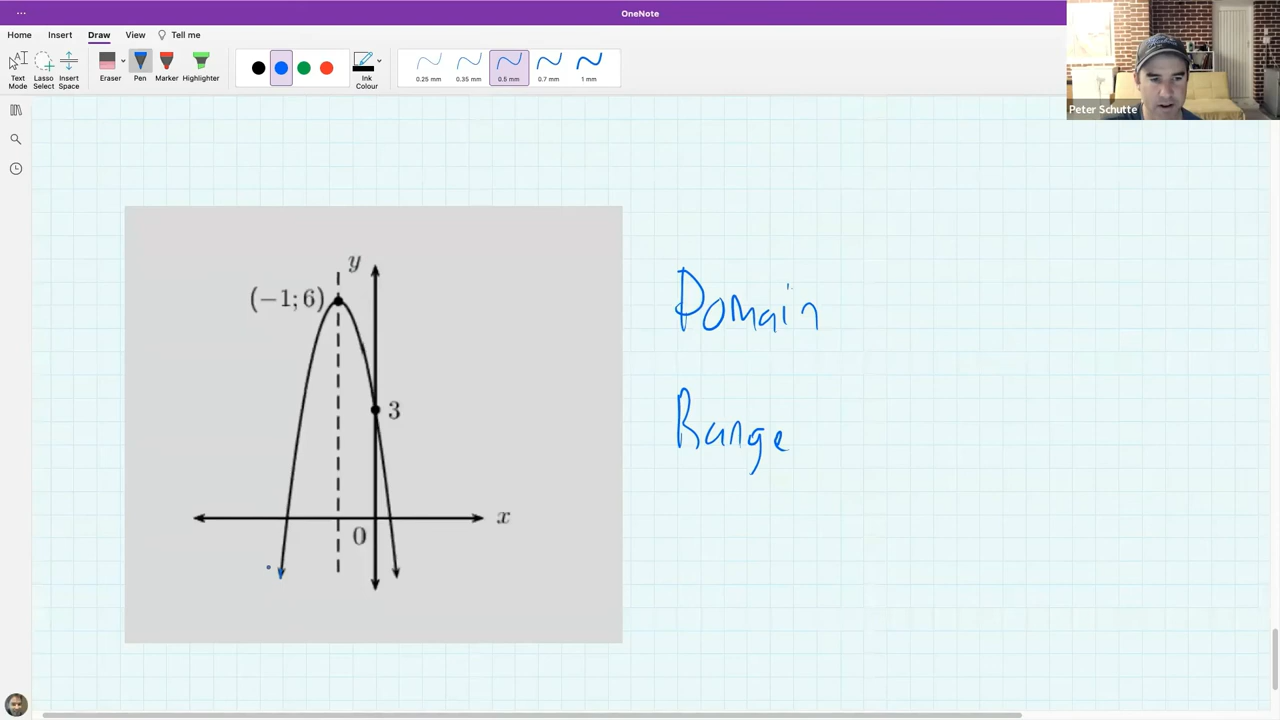 OneNote
Home Insert Draw View Tell me
Text Mode
Lasso Select
Insert Space
Eraser
Pen
Marker
Highlighter
Colour
0.25 mm
0.35 mm
0.5 mm
0.7 mm
1 mm
Peter Schutte
y
(−1; 6)
3
0
x
Domain
Range